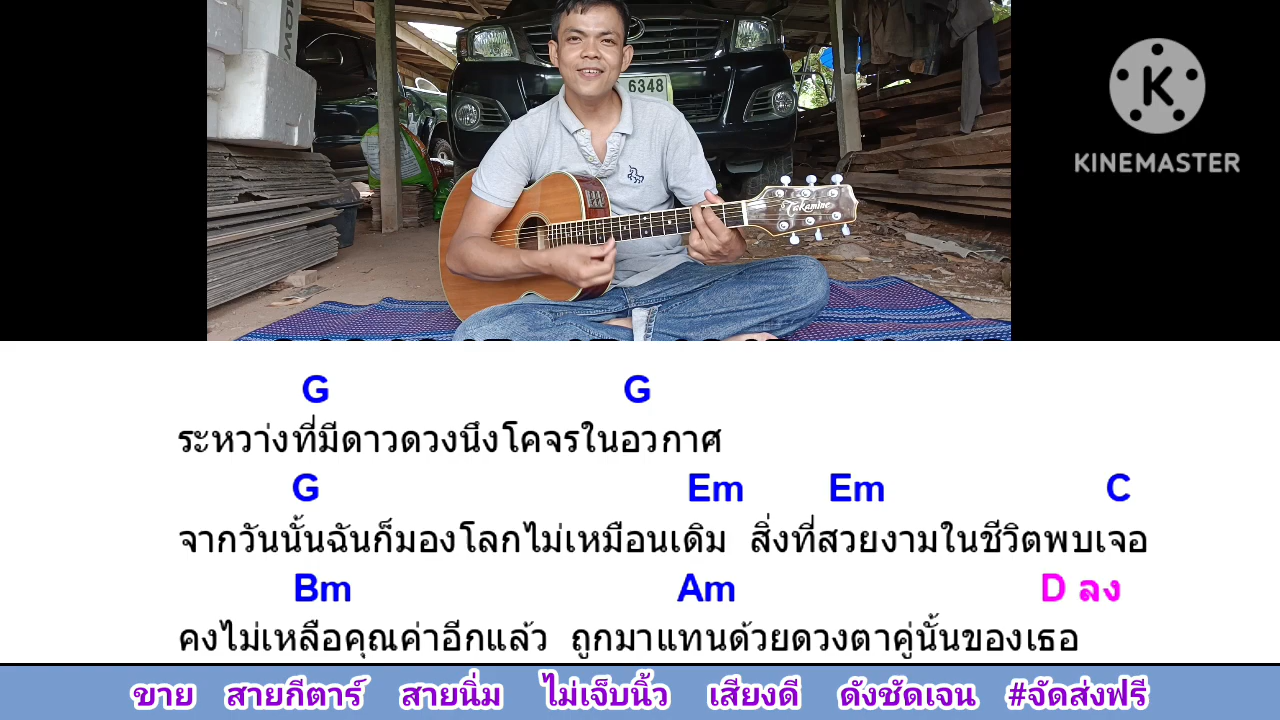 6348
KINEMASTER
Takamine
G G
ระหว่างที่มีดาวดวงนึงโคจรในอวกาศ
G Em Em C
จากวันนั้นฉันก็มองโลกไม่เหมือนเดิม สิ่งที่สวยงามในชีวิตพบเจอ
Bm Am D ลง
คงไม่เหลือคุณค่าอีกแล้ว ถูกมาแทนด้วยดวงตาคู่นั้นของเธอ
ขาย สายกีตาร์ สายนิ่ม ไม่เจ็บนิ้ว เสียงดี ดังชัดเจน #จัดส่งฟรี